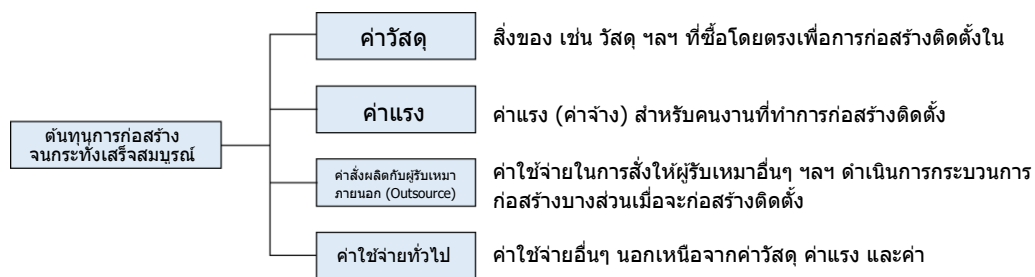 ค่าวัสดุ
สิ่งของ เช่น วัสดุ ฯลฯ ที่ซื้อโดยตรงเพื่อการก่อสร้างติดตั้งใน
ค่าแรง
ค่าแรง (ค่าจ้าง) สำหรับคนงานที่ทำการก่อสร้างติดตั้ง
ต้นทุนการก่อสร้าง
จนกระทั่งเสร็จสมบูรณ์
ค่าสั่งผลิตกับผู้รับเหมา
ภายนอก (Outsource)
ค่าใช้จ่ายในการสั่งให้ผู้รับเหมาอื่นๆ ฯลฯ ดำเนินการกระบวนการ
ก่อสร้างบางส่วนเมื่อจะก่อสร้างติดตั้ง
ค่าใช้จ่ายทั่วไป
ค่าใช้จ่ายอื่นๆ นอกเหนือจากค่าวัสดุ ค่าแรง และค่า